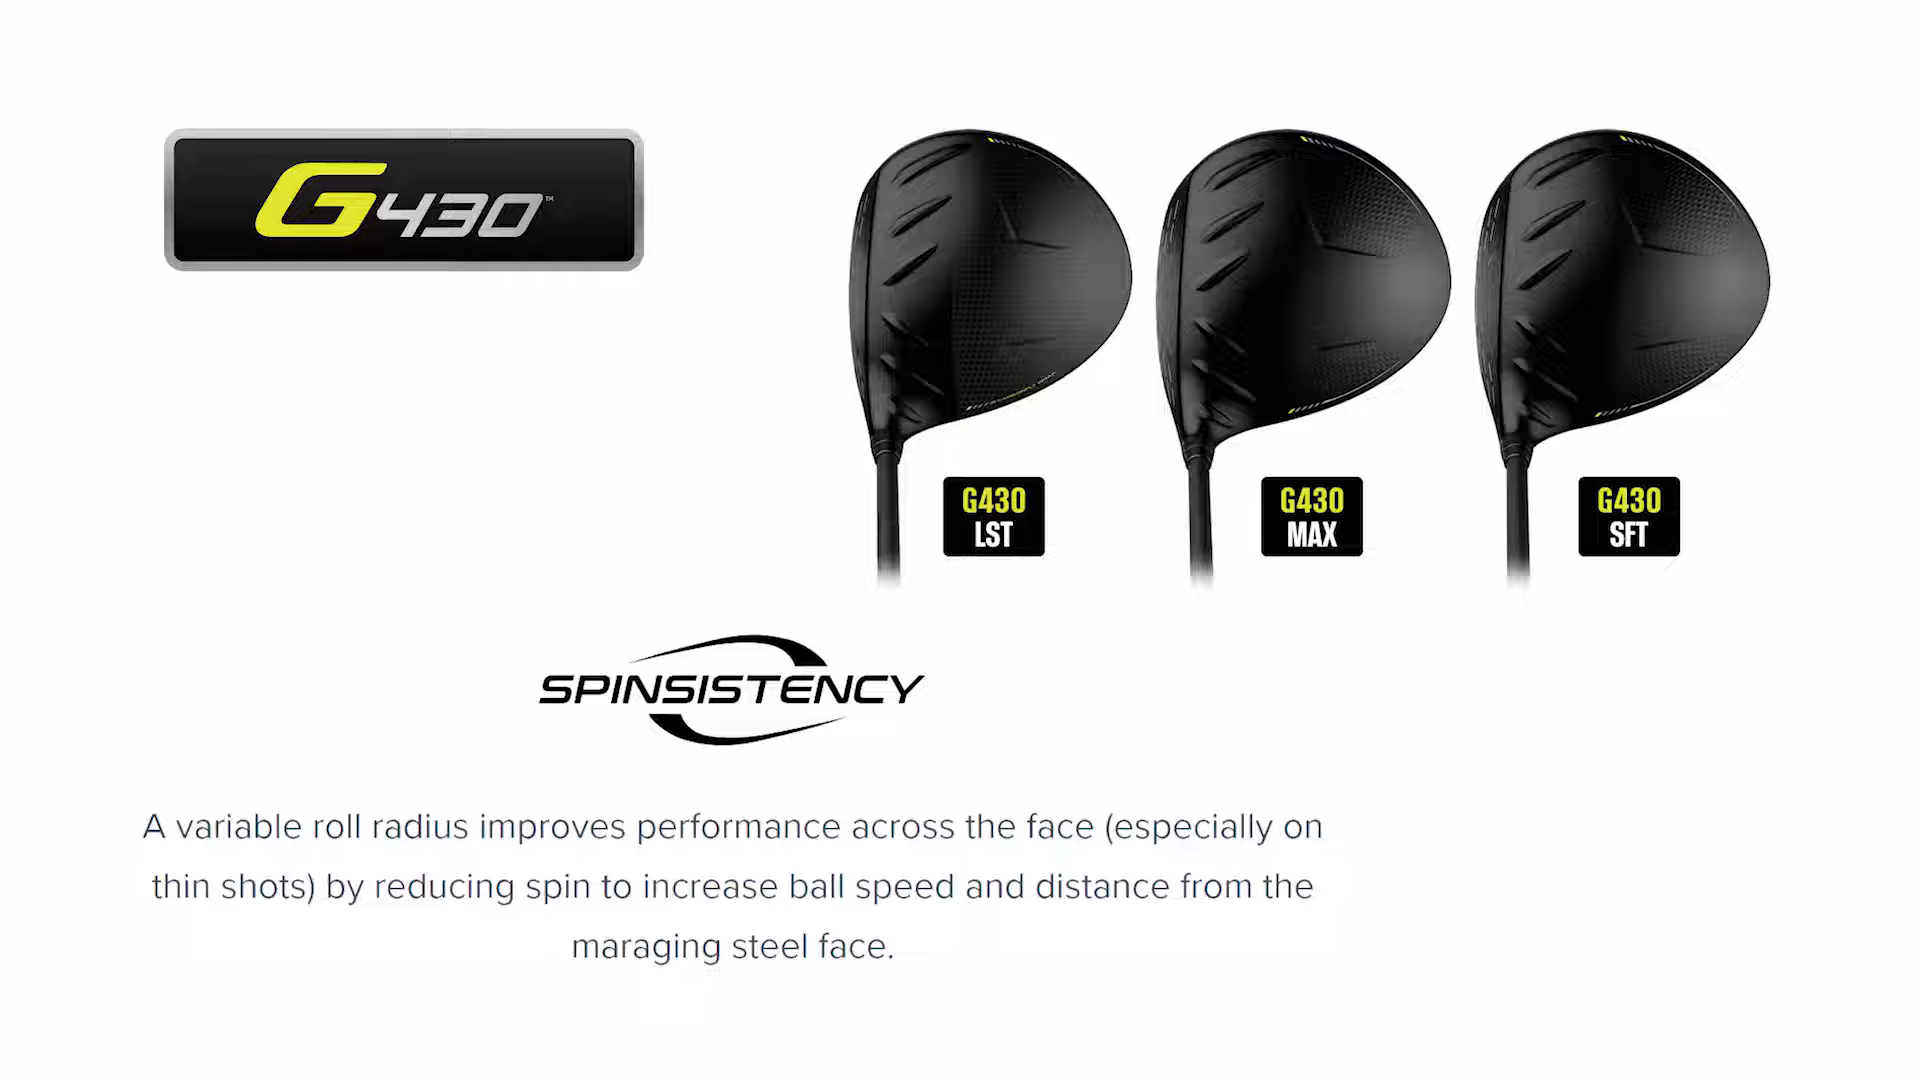 G430™
G430
LST
G430
MAX
G430
SFT
SPINSISTENCY
A variable roll radius improves performance across the face (especially on
thin shots) by reducing spin to increase ball speed and distance from the
maraging steel face.